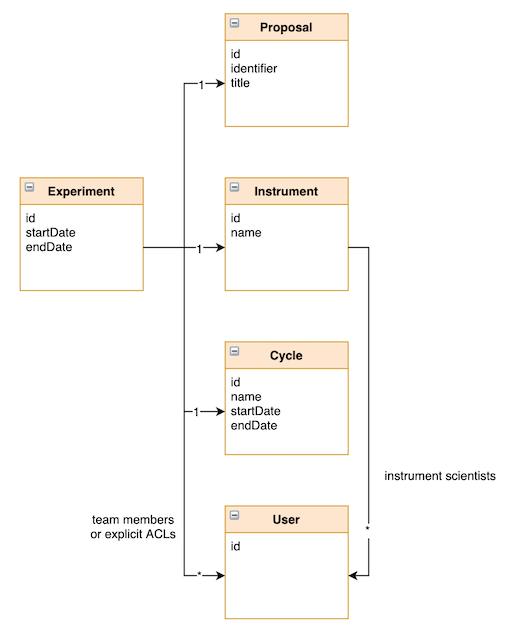 Proposal
id
identifier
title
1
Experiment
id
startDate
endDate
Instrument
id
name
1
Cycle
id
name
startDate
endDate
1
instrument scientists
team members
or explicit ACLs
User
id
*
*